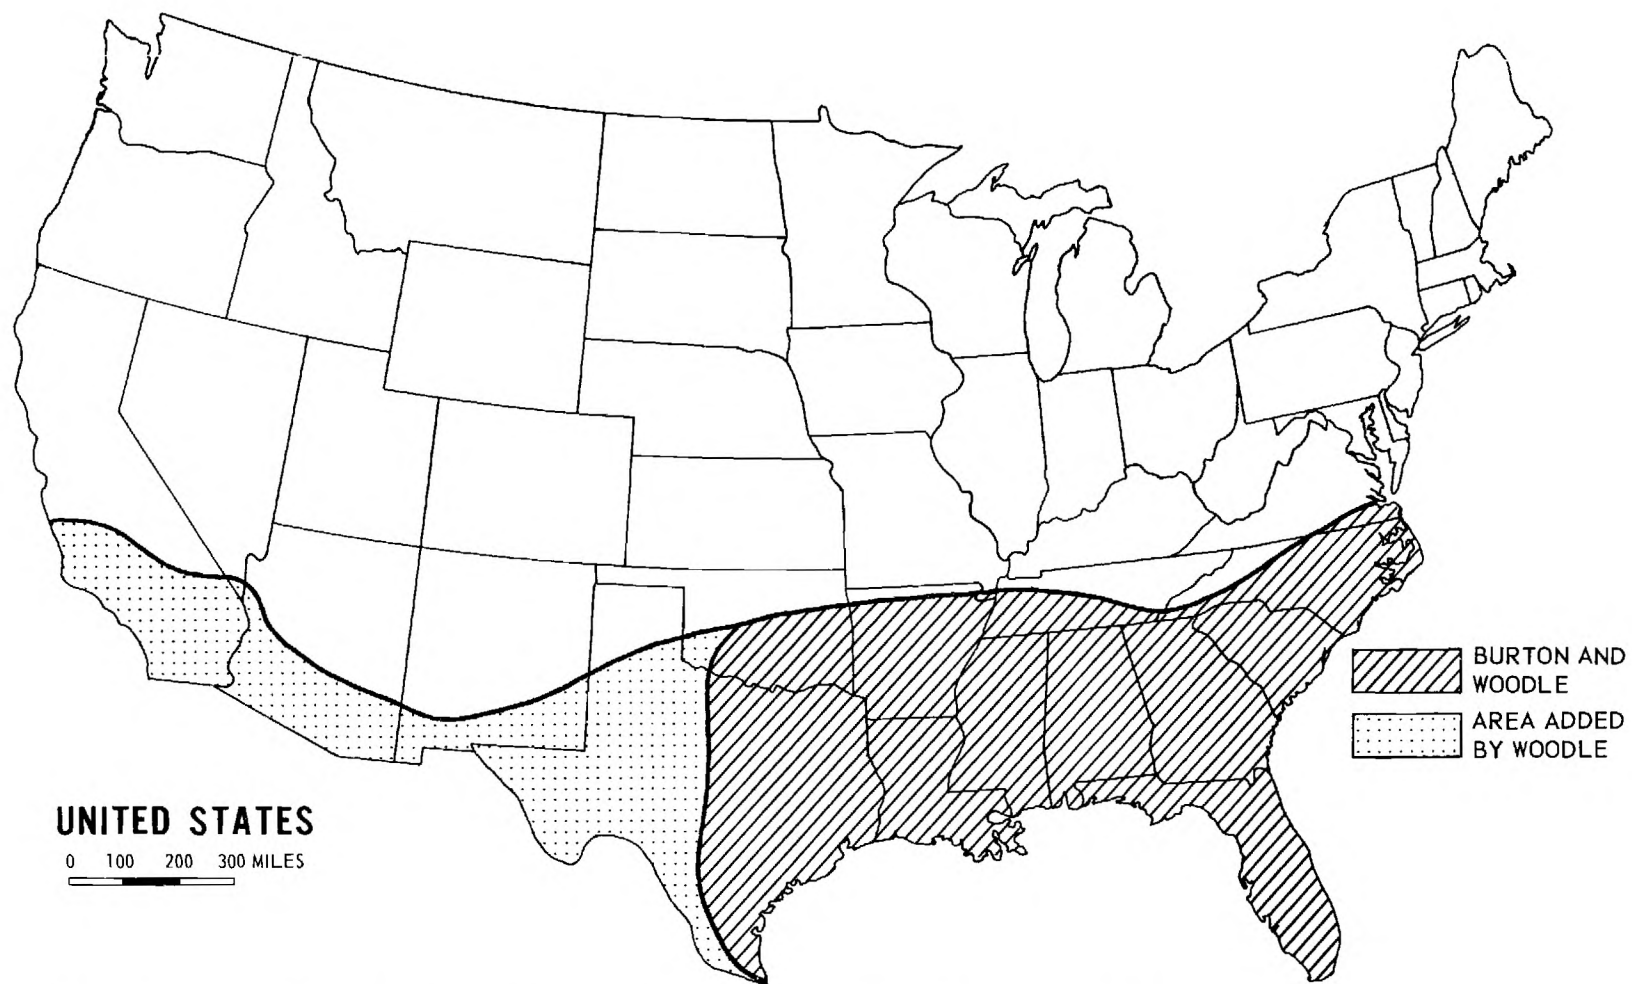 BURTON AND
WOODLE
AREA ADDED
BY WOODLE
UNITED STATES
0 100 200 300 MILES